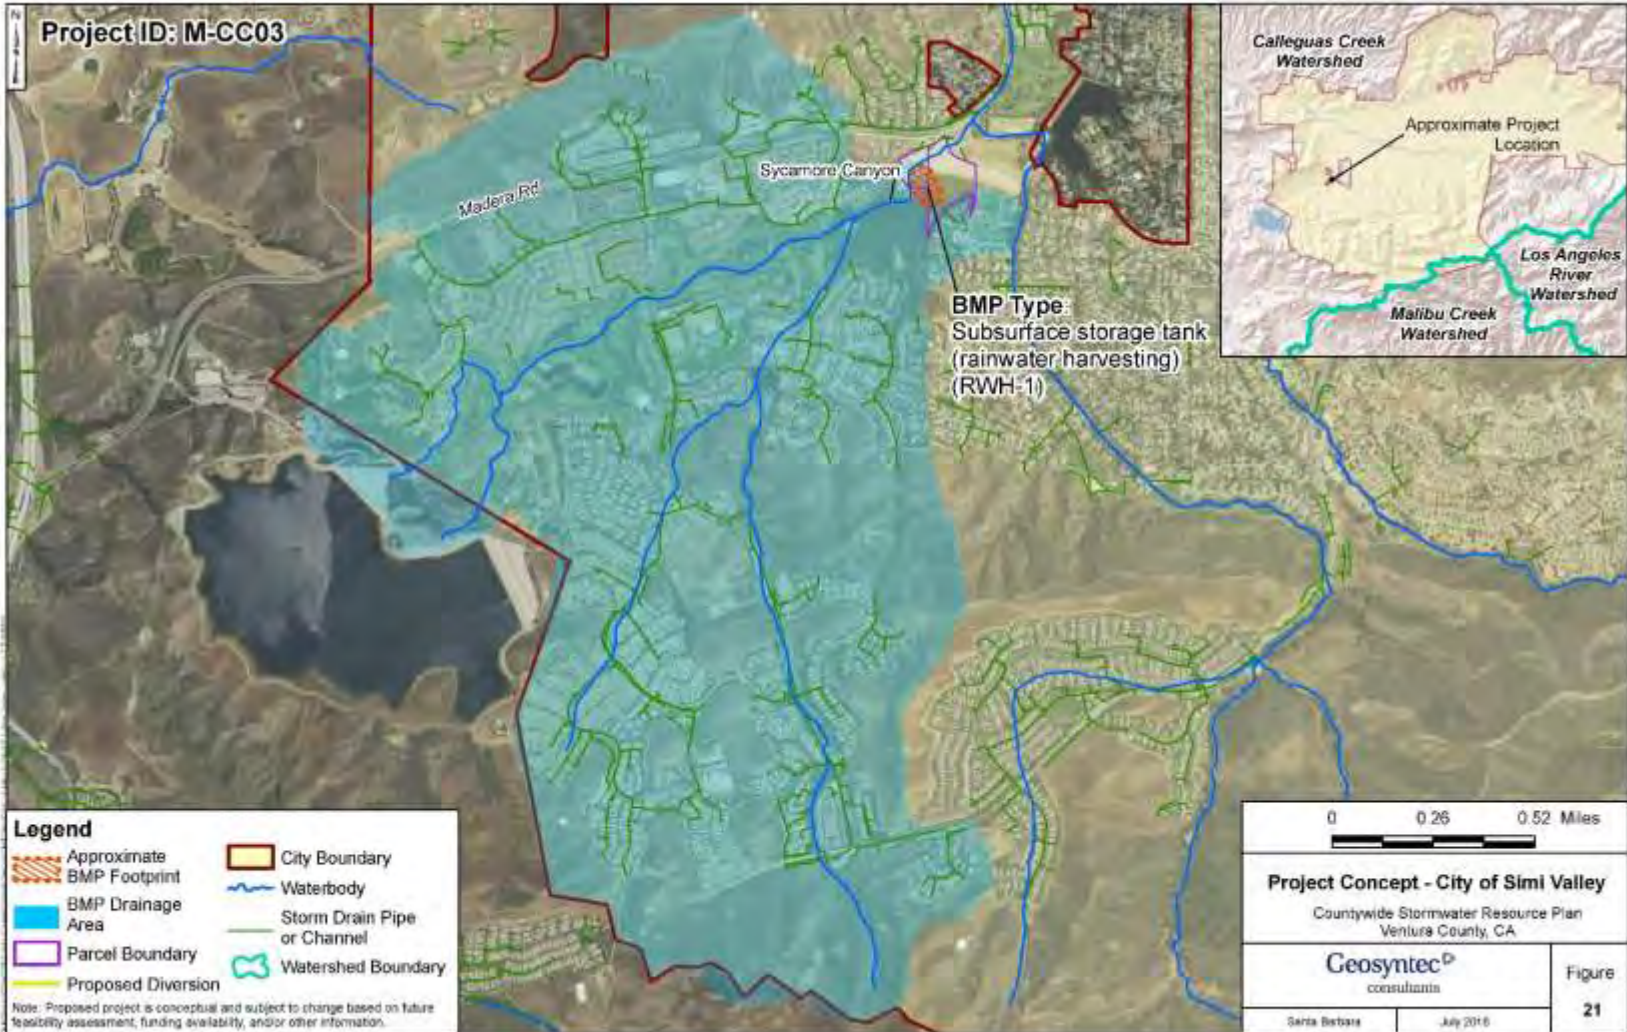 Project ID: M-CC03
Calleguas Creek
Watershed
Approximate Project
Location
Los Angeles
River
Watershed
Malibu Creek
Watershed
Sycamore Canyon
Madera Rd
BMP Type:
Subsurface storage tank
(rainwater harvesting)
(RWH-1)
Legend
Approximate
BMP Footprint
BMP Drainage
Area
Parcel Boundary
Proposed Diversion
City Boundary
Waterbody
Storm Drain Pipe
or Channel
Watershed Boundary
Note: Proposed project is conceptual and subject to change based on future
feasibility assessment, funding availability, and/or other information.
0 0.26 0.52 Miles
Project Concept - City of Simi Valley
Countywide Stormwater Resource Plan
Ventura County, CA
Geosyntec
consultants
Figure
21
Santa Barbara
July 2016